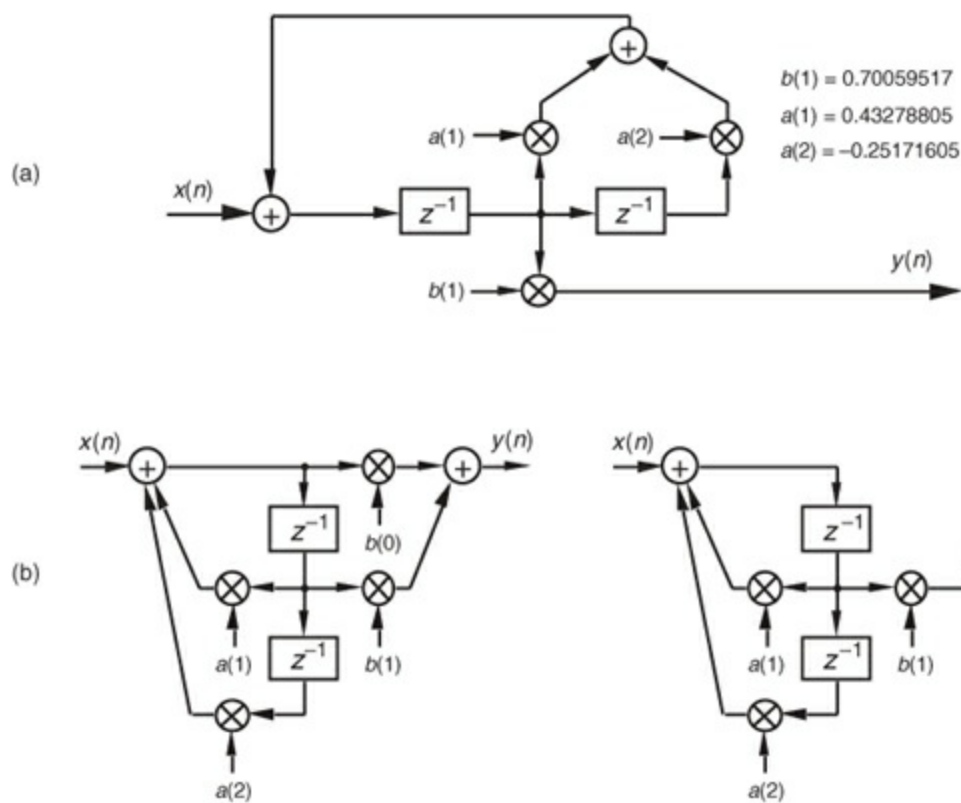 b(1) = 0.70059517
a(1) = 0.43278805
a(2) = –0.25171605
a(1)
a(2)
(a)
x(n)
z⁻¹
z⁻¹
y(n)
b(1)
x(n)
y(n)
x(n)
z⁻¹
b(0)
z⁻¹
(b)
a(1)
z⁻¹
b(1)
a(1)
z⁻¹
b(1)
a(2)
a(2)